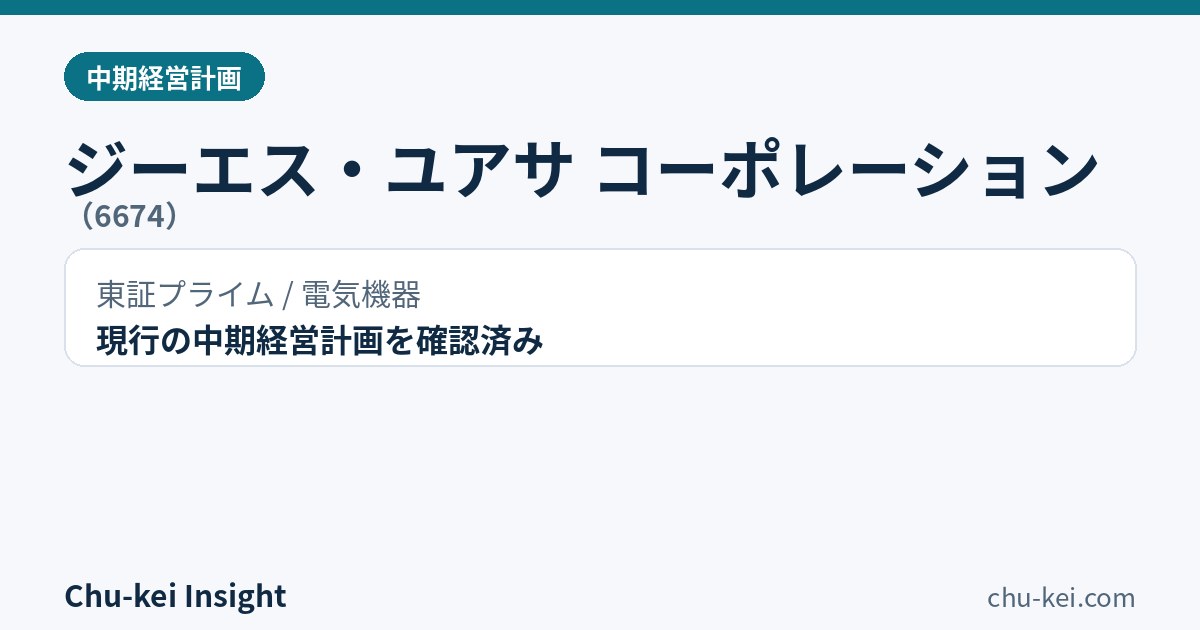 中期経営計画
ジーエス・ユアサ コーポレーション
（6674）
東証プライム / 電気機器
現行の中期経営計画を確認済み
Chu-kei Insight
chu-kei.com